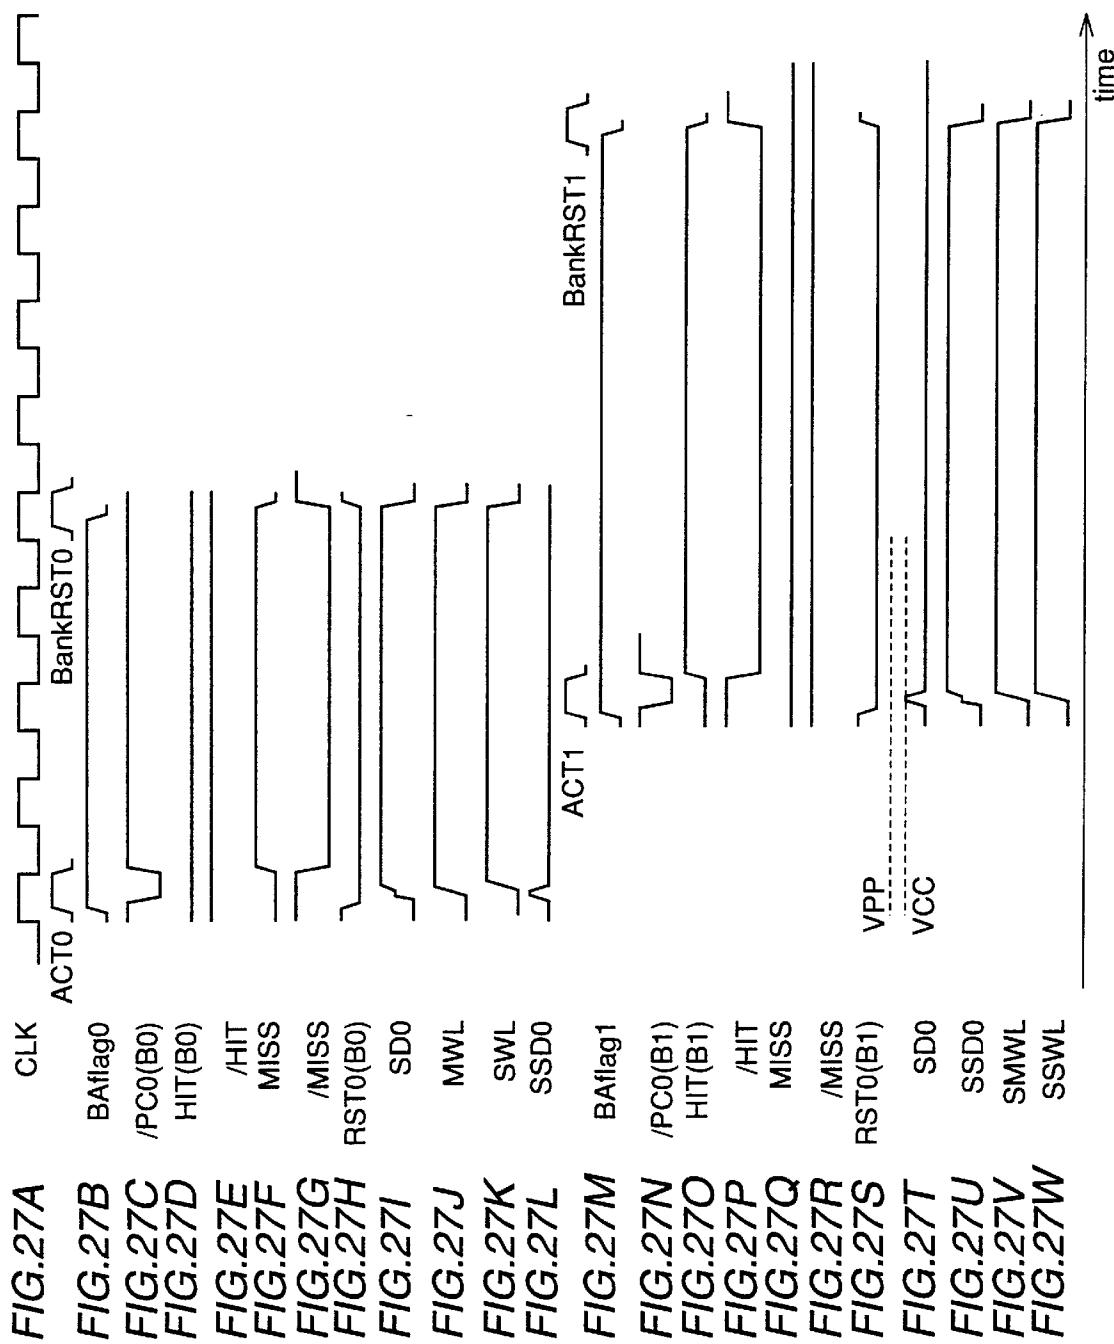 FIG.27A CLK
ACT0 BankRST0
FIG.27B BAflag0
FIG.27C /PC0(B0)
FIG.27D HIT(B0)
FIG.27E /HIT
FIG.27F MISS
FIG.27G /MISS
FIG.27H RST0(B0)
FIG.27I SD0
FIG.27J MWL
FIG.27K SWL
FIG.27L SSD0
ACT1 BankRST1
FIG.27M BAflag1
FIG.27N /PC0(B1)
FIG.27O HIT(B1)
FIG.27P /HIT
FIG.27Q MISS
FIG.27R /MISS
FIG.27S RST0(B1)
VPP
VCC
FIG.27T SD0
FIG.27U SSD0
FIG.27V SMWL
FIG.27W SSWL
time